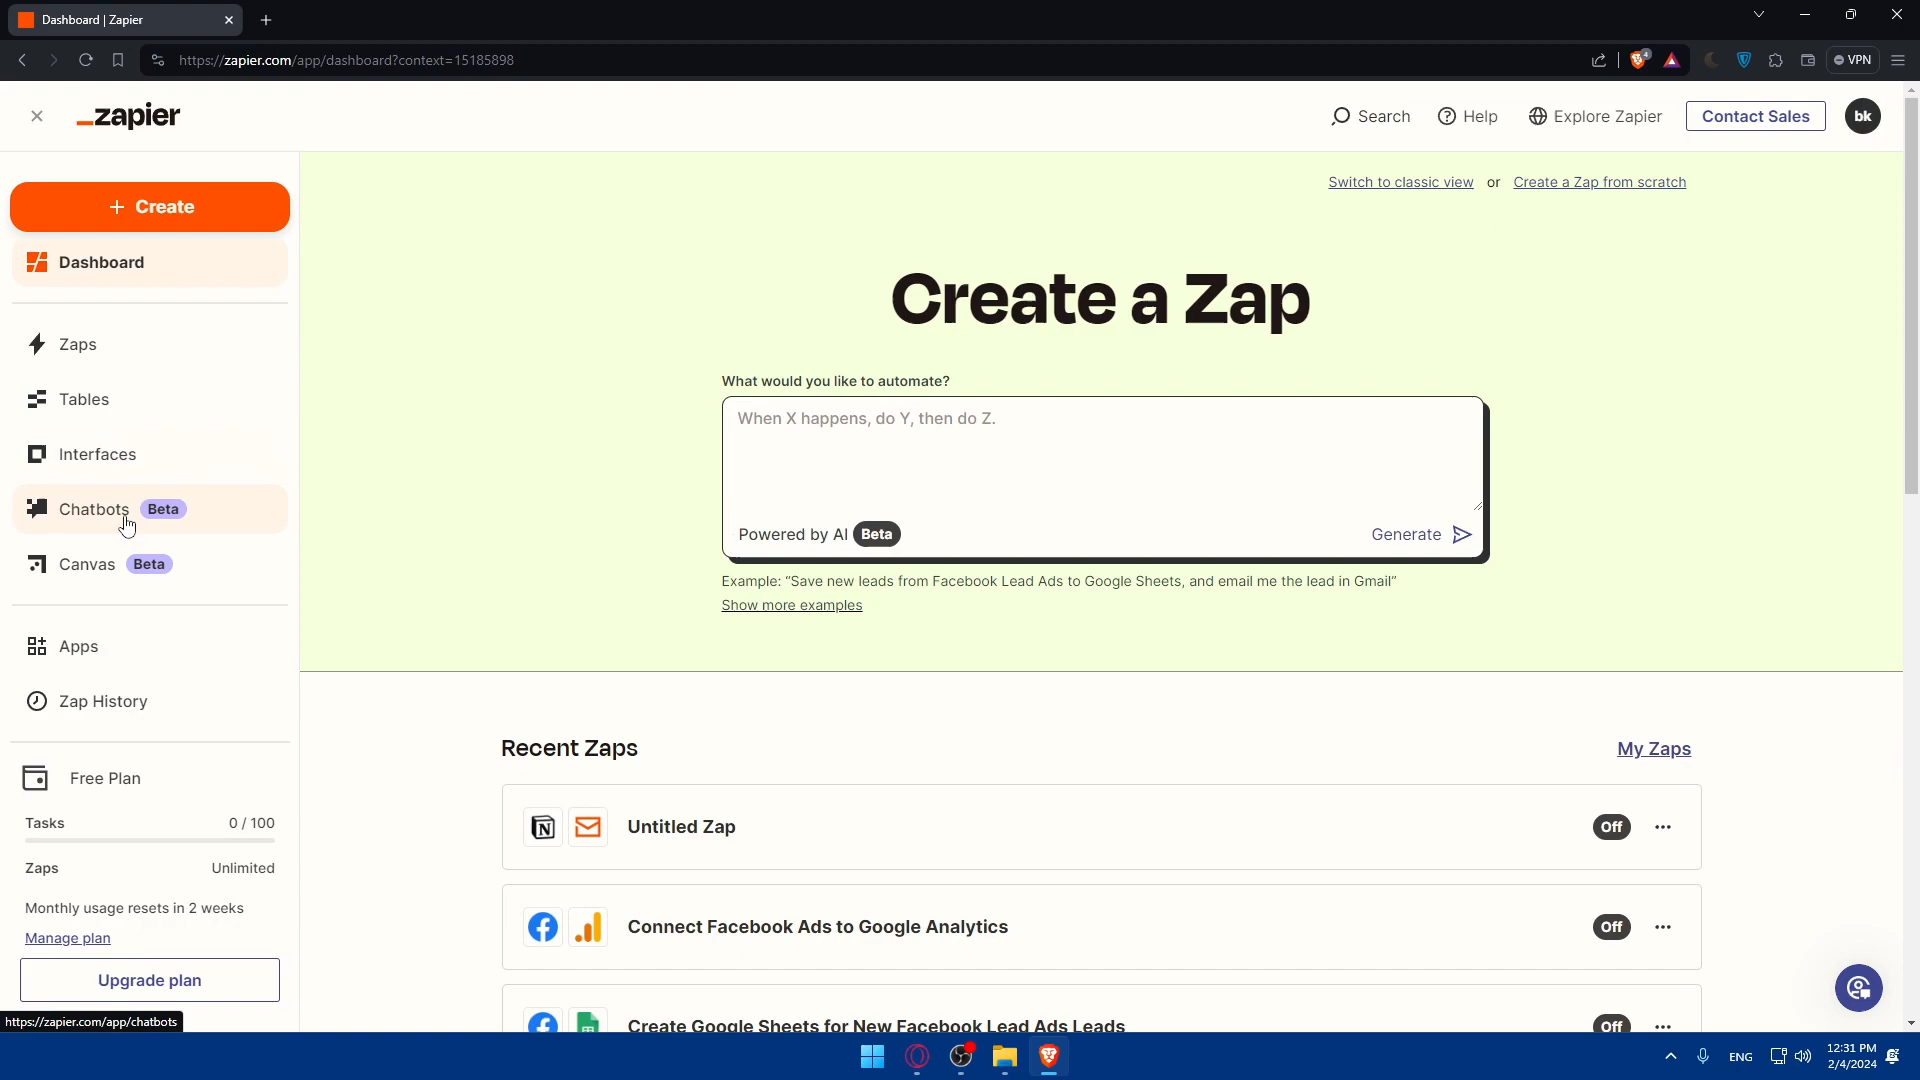 Dashboard | Zapier
https://zapier.com/app/dashboard?context=15185898
4
VPN
zapier
Search
Help
Explore Zapier
Contact Sales
bk
+ Create
Switch to classic view or Create a Zap from scratch
Dashboard
Create a Zap
Zaps
What would you like to automate?
Tables
When X happens, do Y, then do Z.
Interfaces
Chatbots Beta
Powered by AI Beta
Generate
Canvas Beta
Example: “Save new leads from Facebook Lead Ads to Google Sheets, and email me the lead in Gmail”
Show more examples
Apps
Zap History
Recent Zaps
My Zaps
Free Plan
Tasks 0 / 100
Untitled Zap
Off
Zaps Unlimited
Monthly usage resets in 2 weeks
Connect Facebook Ads to Google Analytics
Off
Manage plan
Upgrade plan
Create Google Sheets for New Facebook Lead Ads Leads
Off
https://zapier.com/app/chatbots
ENG
12:31 PM
2/4/2024